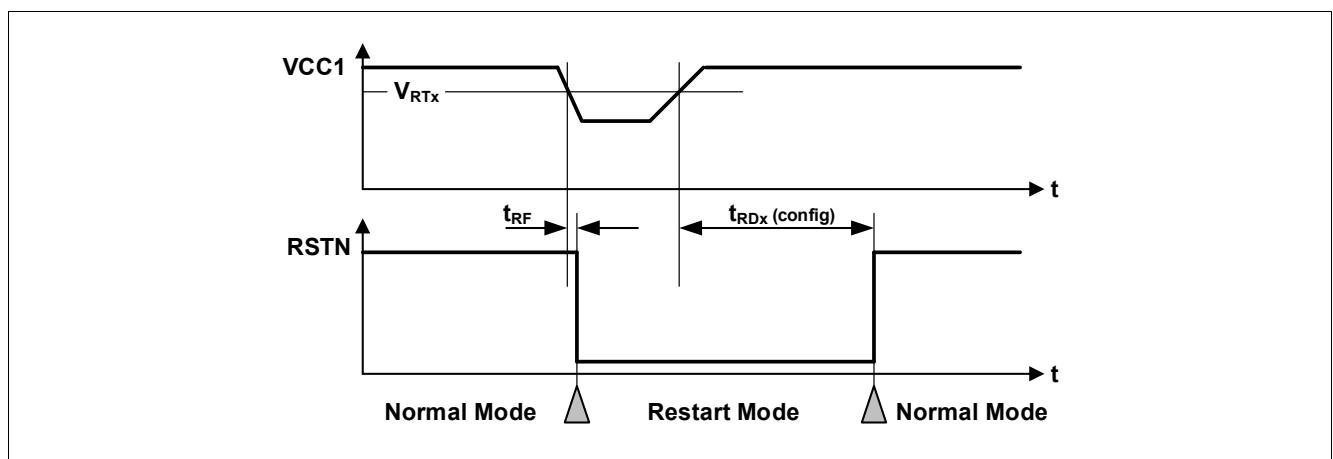 VCC1
VRTx
t
tRF
tRDx (config)
RSTN
t
Normal Mode
Restart Mode
Normal Mode